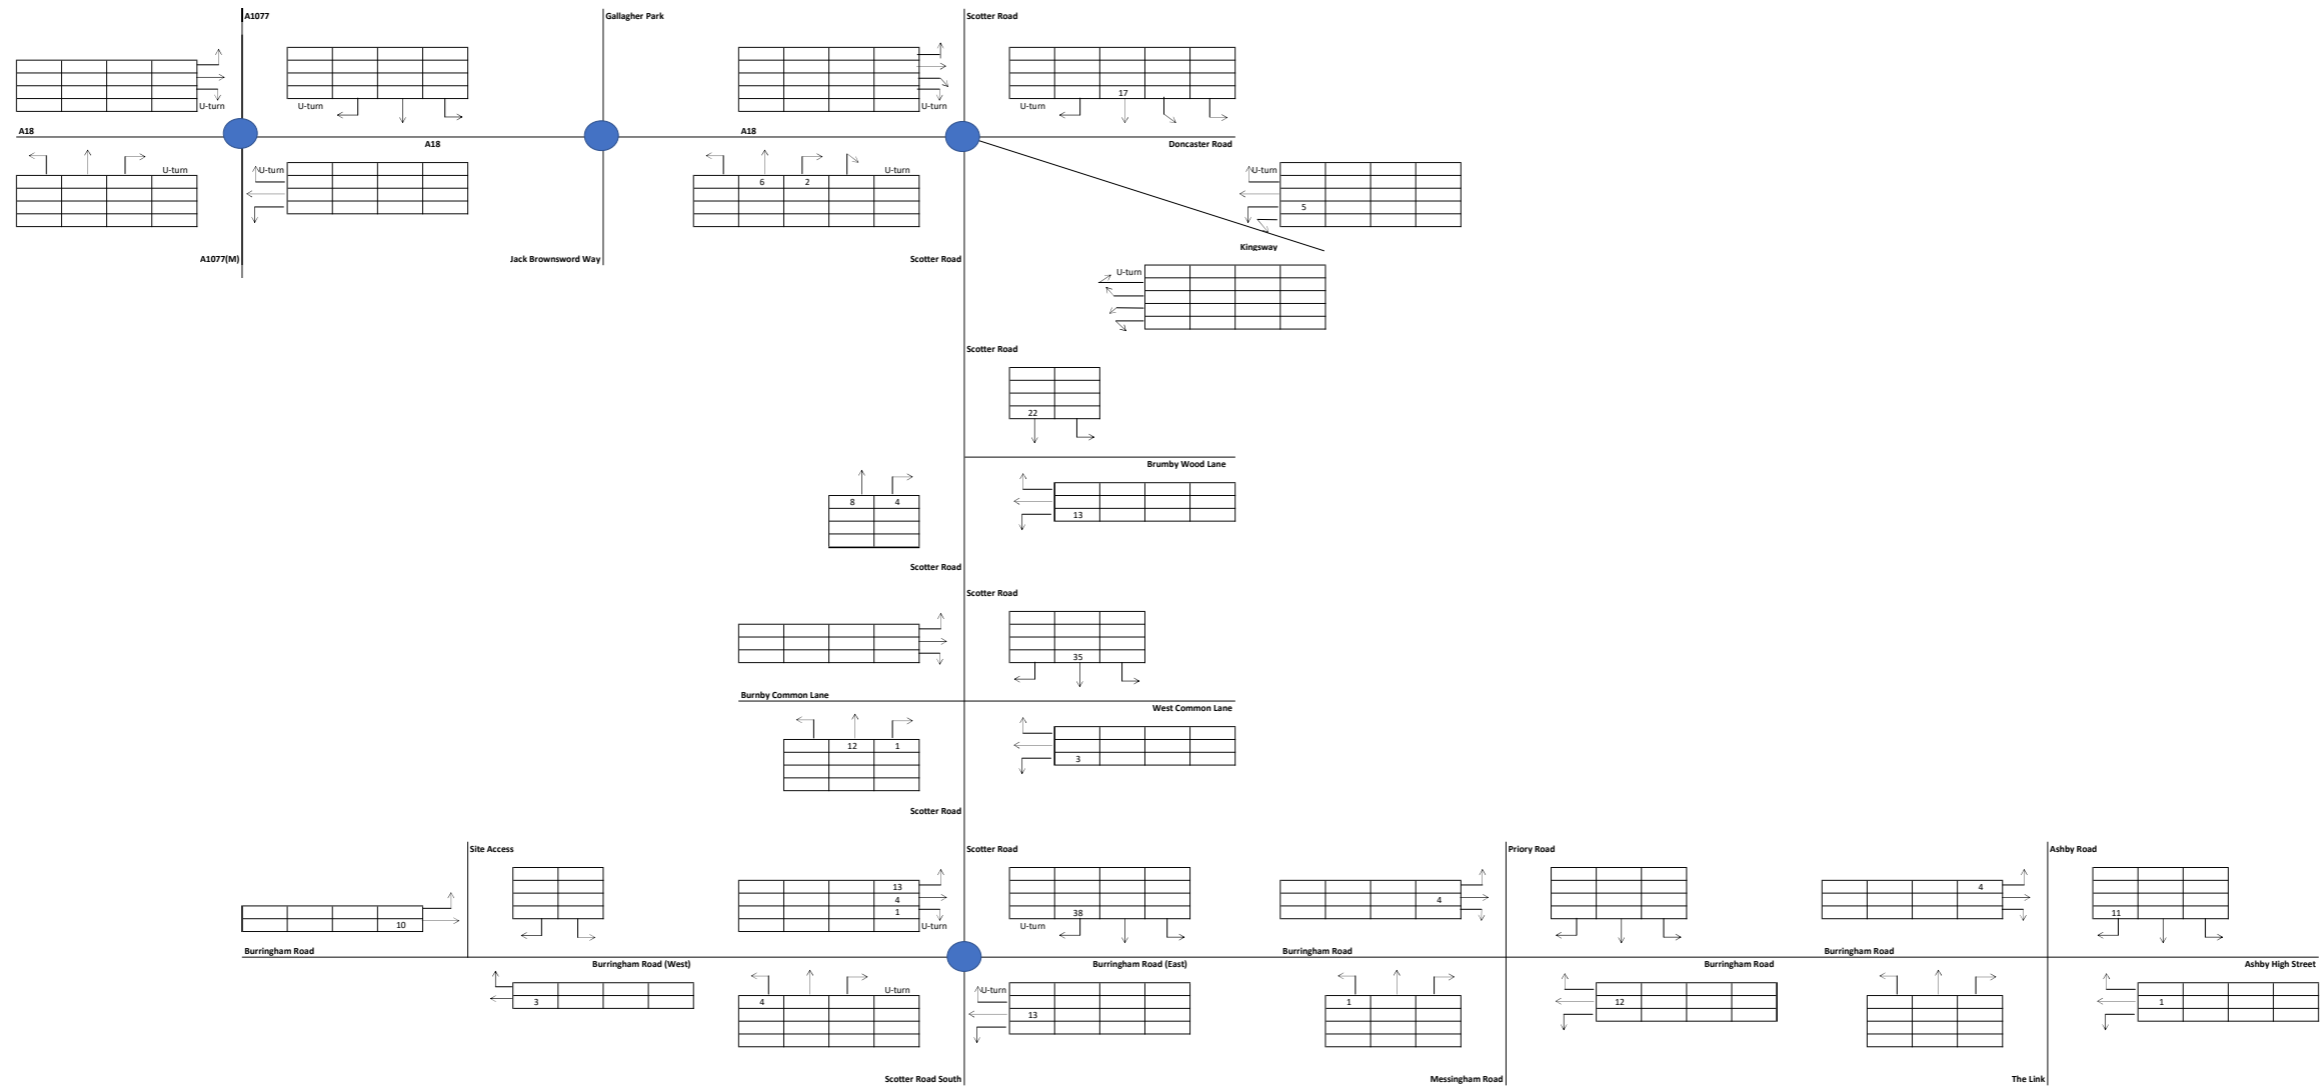 A1077
Gallagher Park
Scotter Road
U-turn
U-turn
U-turn
17
U-turn
A18
A18
A18
Doncaster Road
U-turn
U-turn
6 2
U-turn
U-turn
5
Kingsway
A1077(M)
Jack Brownsword Way
Scotter Road
U-turn
Scotter Road
22
Brumby Wood Lane
8 4
13
Scotter Road
Scotter Road
35
Burnby Common Lane
West Common Lane
12 1
3
Scotter Road
Site Access
Scotter Road
Priory Road
Ashby Road
13
4
4
4
1
38
11
10
U-turn
U-turn
Burringham Road
Burringham Road
Burringham Road
Burringham Road (West)
Burringham Road (East)
Burringham Road
Ashby High Street
U-turn
U-turn
3
4
1
12
1
13
Scotter Road South
Messingham Road
The Link